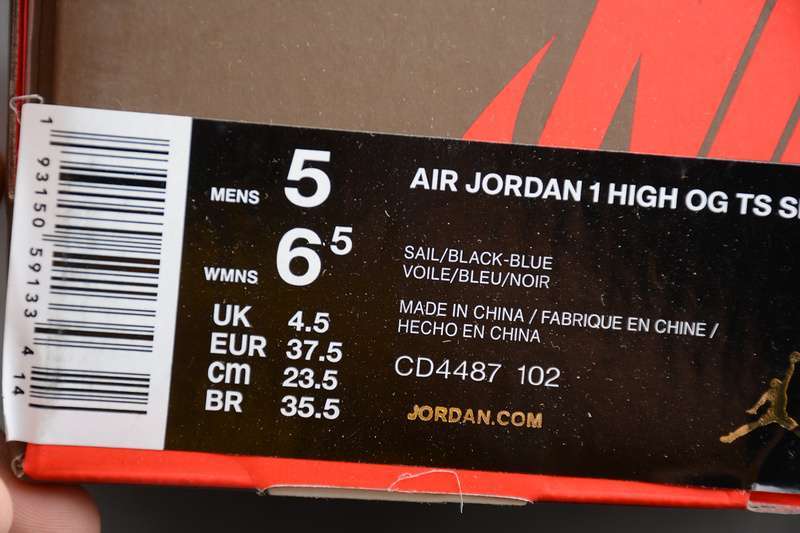 1 93150 59133 4 14
MENS 5
WMNS 6 5
UK 4.5
EUR 37.5
cm 23.5
BR 35.5
AIR JORDAN 1 HIGH OG TS
SAIL/BLACK-BLUE
VOILE/BLEU/NOIR
MADE IN CHINA / FABRIQUE EN CHINE /
HECHO EN CHINA
CD4487 102
JORDAN.COM